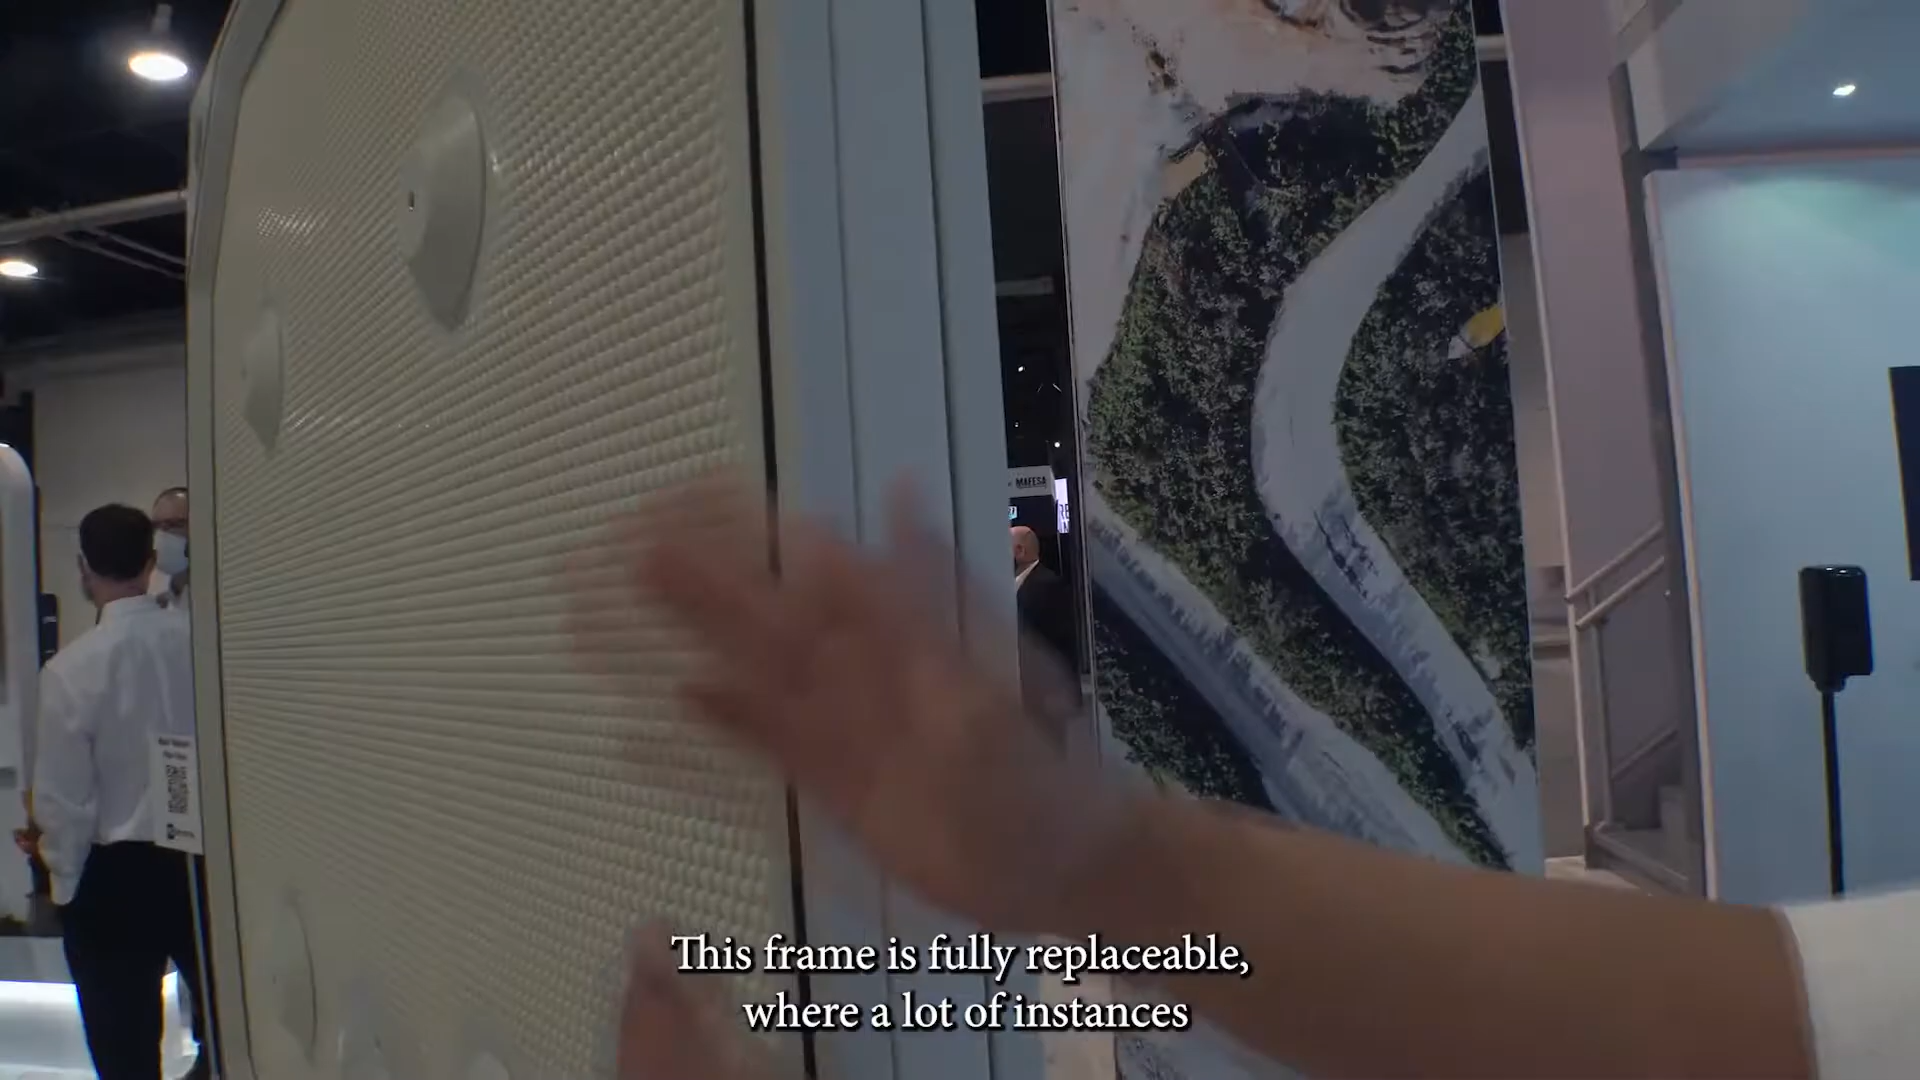 MAFESA
This frame is fully replaceable,
where a lot of instances